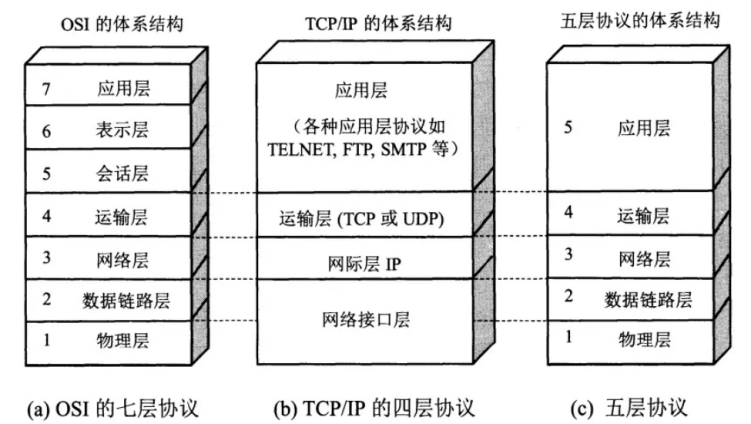 OSI 的体系结构
7 应用层
6 表示层
5 会话层
4 运输层
3 网络层
2 数据链路层
1 物理层
(a) OSI 的七层协议
TCP/IP 的体系结构
应用层
（各种应用层协议如
TELNET, FTP, SMTP 等）
运输层 (TCP 或 UDP)
网际层 IP
网络接口层
(b) TCP/IP 的四层协议
五层协议的体系结构
5 应用层
4 运输层
3 网络层
2 数据链路层
1 物理层
(c) 五层协议